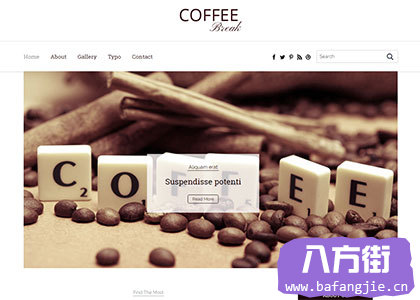 COFFEE
Break
Home About Gallery Typo Contact
Search
C O E E
2
Aliquam erat
Suspendisse potenti
Read More
Find The Most
八方街
www.bafangjie.cn